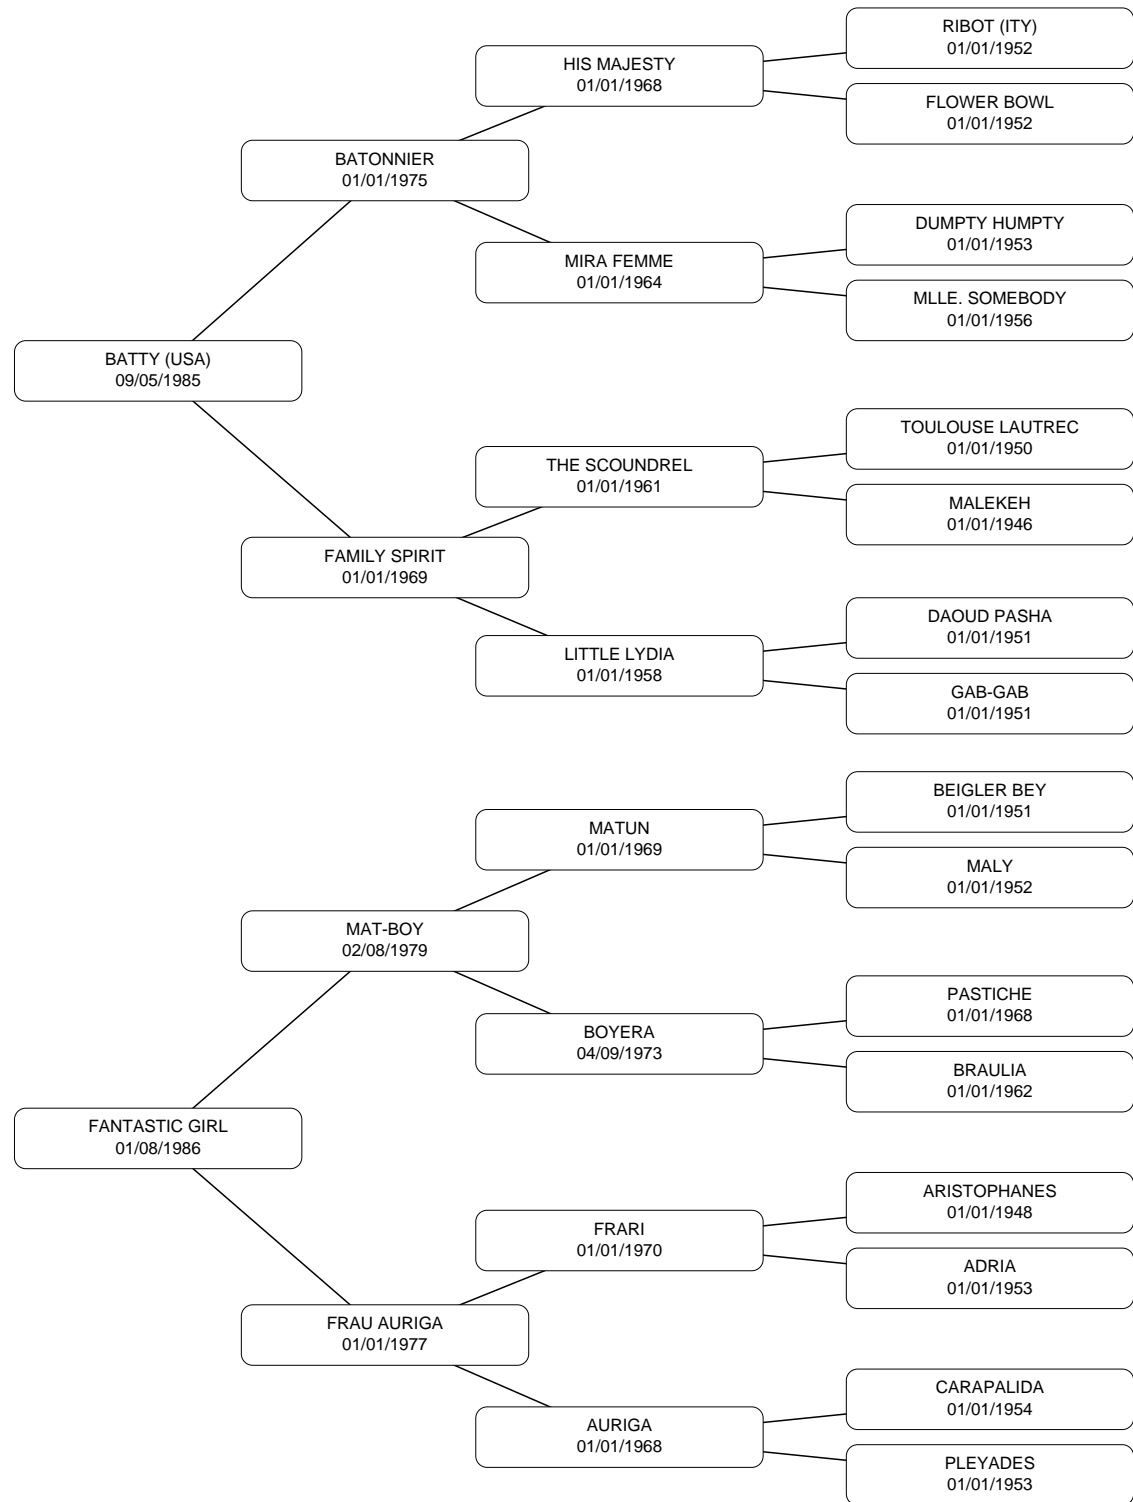 RIBOT (ITY)
01/01/1952
HIS MAJESTY
01/01/1968
FLOWER BOWL
01/01/1952
BATONNIER
01/01/1975
DUMPTY HUMPTY
01/01/1953
MIRA FEMME
01/01/1964
MLLE. SOMEBODY
01/01/1956
BATTY (USA)
09/05/1985
TOULOUSE LAUTREC
01/01/1950
THE SCOUNDREL
01/01/1961
MALEKEH
01/01/1946
FAMILY SPIRIT
01/01/1969
DAOUD PASHA
01/01/1951
LITTLE LYDIA
01/01/1958
GAB-GAB
01/01/1951
BEIGLER BEY
01/01/1951
MATUN
01/01/1969
MALY
01/01/1952
MAT-BOY
02/08/1979
PASTICHE
01/01/1968
BOYERA
04/09/1973
BRAULIA
01/01/1962
FANTASTIC GIRL
01/08/1986
ARISTOPHANES
01/01/1948
FRARI
01/01/1970
ADRIA
01/01/1953
FRAU AURIGA
01/01/1977
CARAPALIDA
01/01/1954
AURIGA
01/01/1968
PLEYADES
01/01/1953